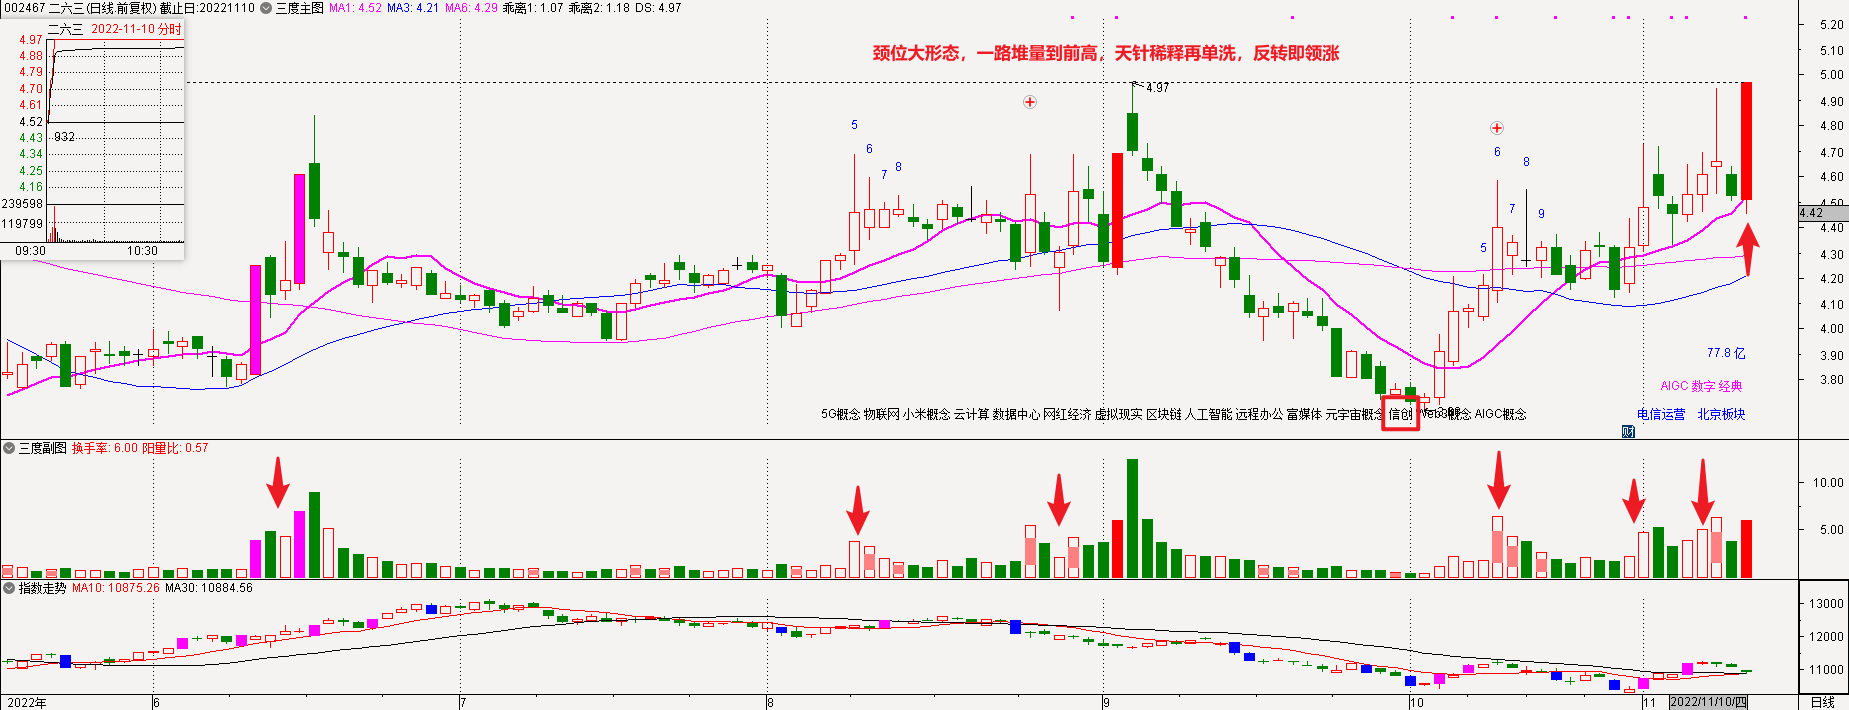 002467 二六三(日线.前复权) 截止日:20221110 三度主图 MA1: 4.52 MA3: 4.21 MA6: 4.29 乖离1: 1.07 乖离2: 1.18 DS: 4.97
二六三 2022-11-10 分时
4.97
4.88
4.79
4.70
4.61
4.52
4.43
4.34
4.25
4.16
239598
119799
932
09:30 10:30
颈位大形态，一路堆量到前高，天针稀释再单洗，反转即领涨
4.97
5 6 7 8
5 6 7 8 9
5.20
5.10
5.00
4.90
4.80
4.70
4.60
4.50
4.42
4.40
4.30
4.20
4.10
4.00
3.90
3.80
77.8 亿
AIGC 数字 经典
5G概念 物联网 小米概念 云计算 数据中心 网红经济 虚拟现实 区块链 人工智能 远程办公 富媒体 元宇宙概念 信创 概念 AIGC概念
电信运营 北京板块
财
三度副图 换手率: 6.00 阳量比: 0.57
10.00
5.00
指数走势 MA10: 10875.26 MA30: 10884.56
13000
12000
11000
2022年 6 7 8 9 10 11 2022/11/10/四 日线